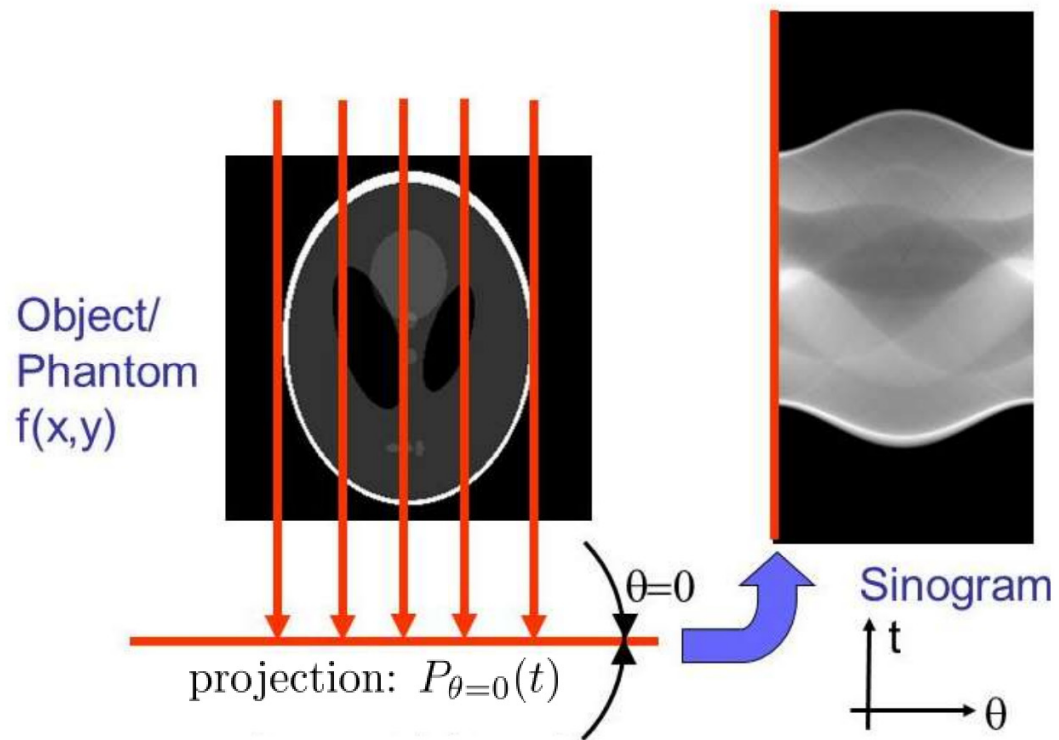 Object/
Phantom
f(x,y)
θ=0
projection: P_{θ=0}(t)
Sinogram
t
θ